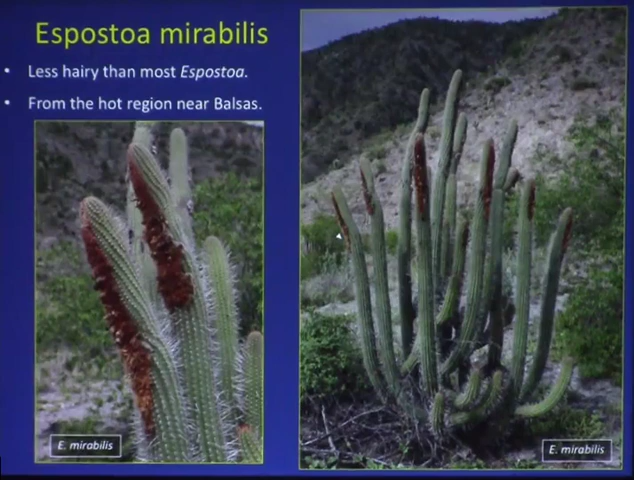 Espostoa mirabilis
• Less hairy than most Espostoa.
• From the hot region near Balsas.
E. mirabilis
E. mirabilis